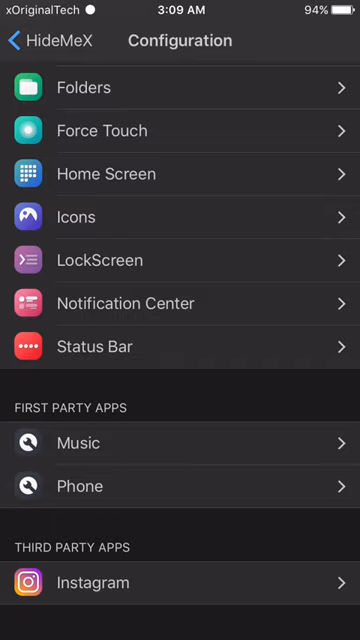 xOriginalTech 3:09 AM 94%
HideMeX Configuration
Folders
Force Touch
Home Screen
Icons
LockScreen
Notification Center
Status Bar
FIRST PARTY APPS
Music
Phone
THIRD PARTY APPS
Instagram